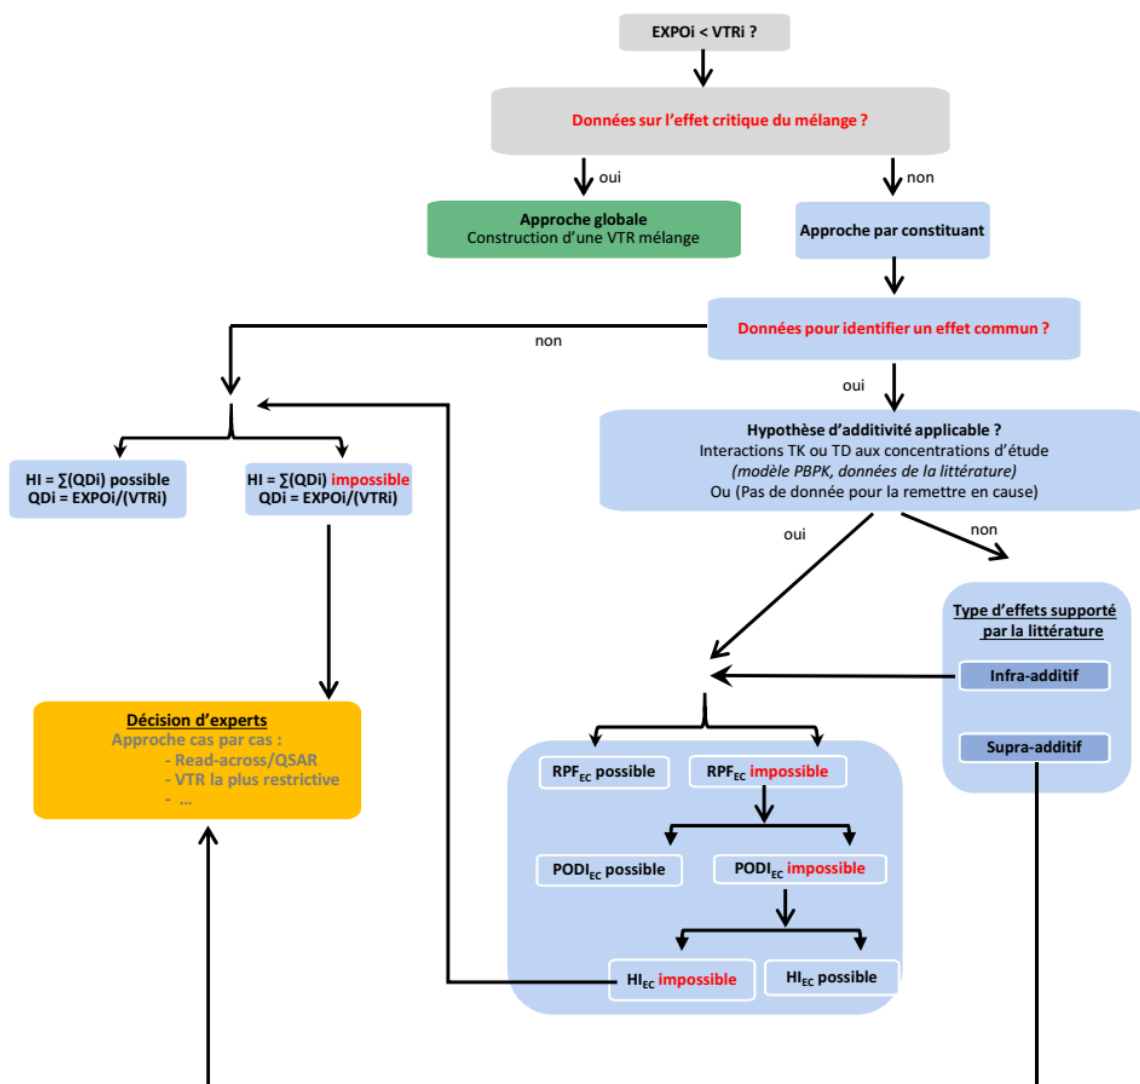 EXPOi < VTRi ?
Données sur l'effet critique du mélange ?
oui
non
Approche globale
Construction d'une VTR mélange
Approche par constituant
Données pour identifier un effet commun ?
non
oui
Hypothèse d'additivité applicable ?
Interactions TK ou TD aux concentrations d'étude
(modèle PBPK, données de la littérature)
Ou (Pas de donnée pour la remettre en cause)
HI = ∑(QDi) possible
QDi = EXPOi/(VTRi)
HI = ∑(QDi) impossible
QDi = EXPOi/(VTRi)
oui
non
Type d'effets supporté
par la littérature
Infra-additif
Supra-additif
Décision d'experts
Approche cas par cas :
- Read-across/QSAR
- VTR la plus restrictive
- ...
RPFEC possible
RPFEC impossible
PODIEC possible
PODIEC impossible
HIEC impossible
HIEC possible